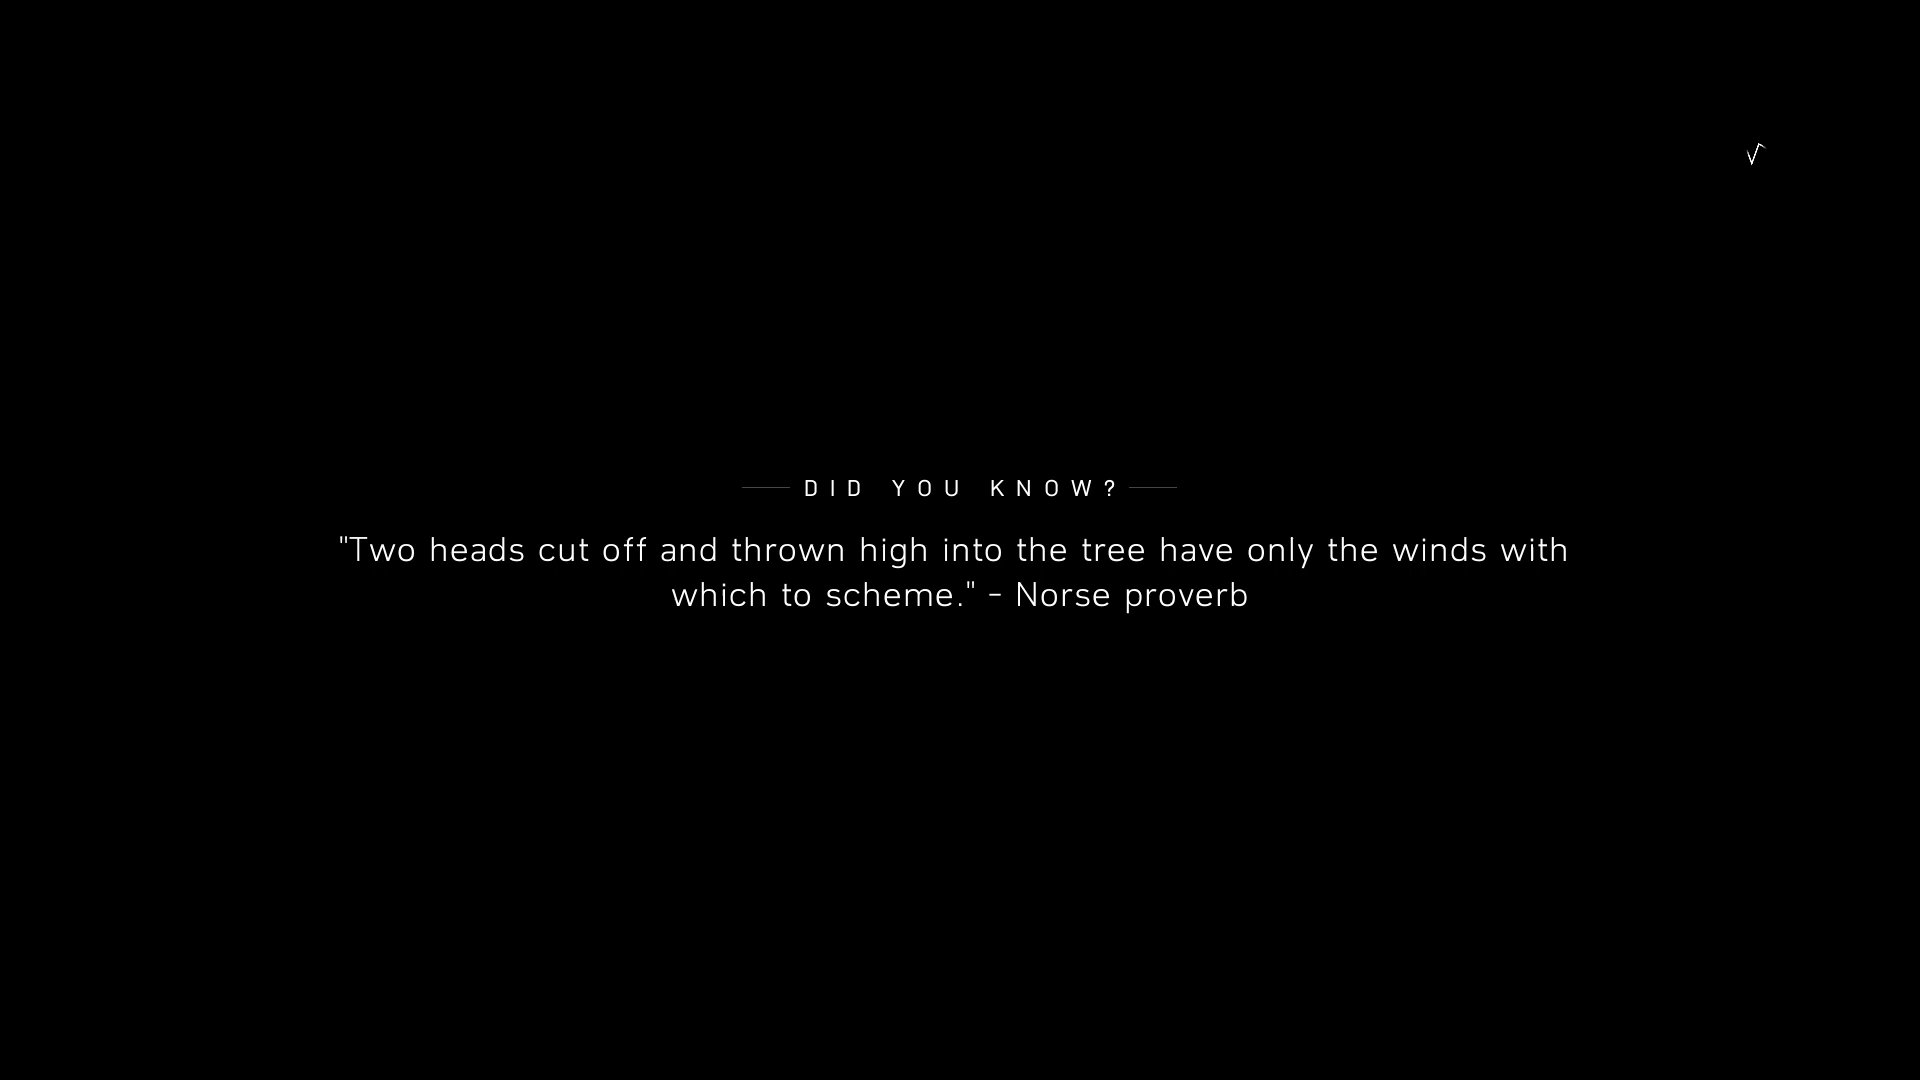 DID YOU KNOW?
"Two heads cut off and thrown high into the tree have only the winds with
which to scheme." - Norse proverb